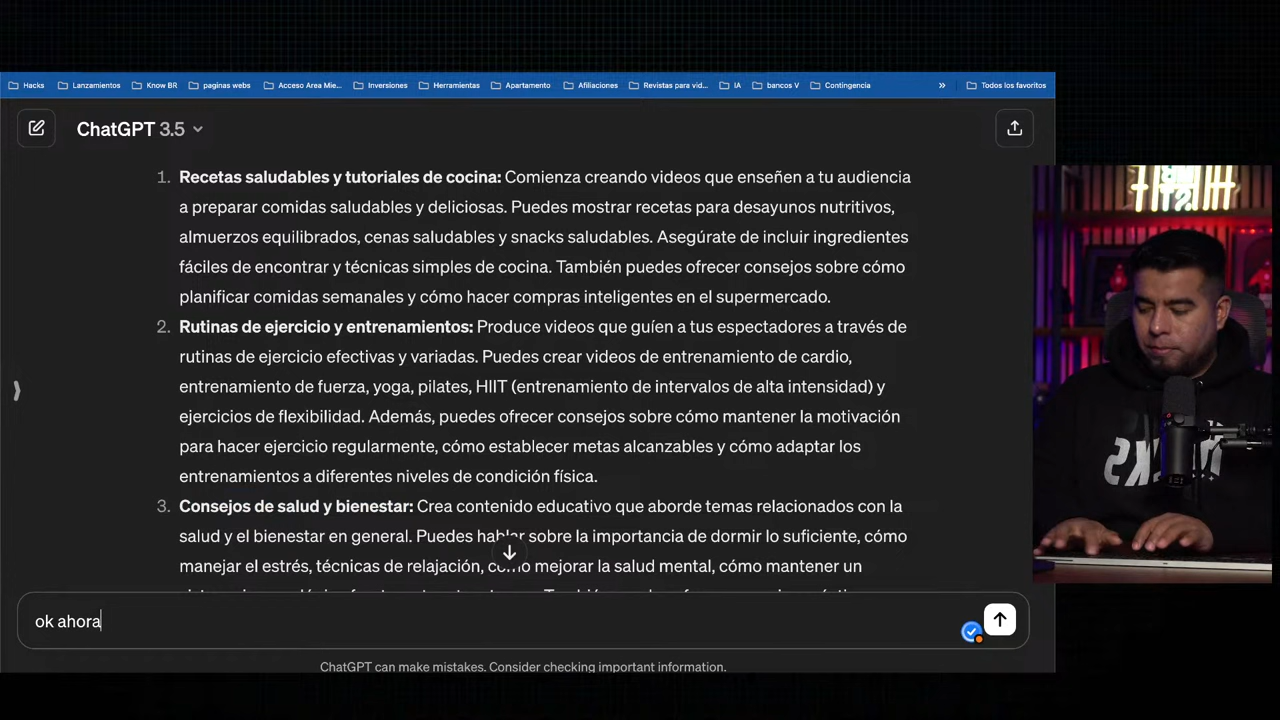 Hacks Lanzamientos Know BR paginas webs Acceso Area Mie... Inversiones Herramientas Apartamento Afiliaciones Revistas para vid... IA bancos V Contingencia » Todos los favoritos
ChatGPT 3.5
1. Recetas saludables y tutoriales de cocina: Comienza creando videos que enseñen a tu audiencia
a preparar comidas saludables y deliciosas. Puedes mostrar recetas para desayunos nutritivos,
almuerzos equilibrados, cenas saludables y snacks saludables. Asegúrate de incluir ingredientes
fáciles de encontrar y técnicas simples de cocina. También puedes ofrecer consejos sobre cómo
planificar comidas semanales y cómo hacer compras inteligentes en el supermercado.
2. Rutinas de ejercicio y entrenamientos: Produce videos que guíen a tus espectadores a través de
rutinas de ejercicio efectivas y variadas. Puedes crear videos de entrenamiento de cardio,
entrenamiento de fuerza, yoga, pilates, HIIT (entrenamiento de intervalos de alta intensidad) y
ejercicios de flexibilidad. Además, puedes ofrecer consejos sobre cómo mantener la motivación
para hacer ejercicio regularmente, cómo establecer metas alcanzables y cómo adaptar los
entrenamientos a diferentes niveles de condición física.
3. Consejos de salud y bienestar: Crea contenido educativo que aborde temas relacionados con la
salud y el bienestar en general. Puedes hablar sobre la importancia de dormir lo suficiente, cómo
manejar el estrés, técnicas de relajación, cómo mejorar la salud mental, cómo mantener un
ok ahora
ChatGPT can make mistakes. Consider checking important information.